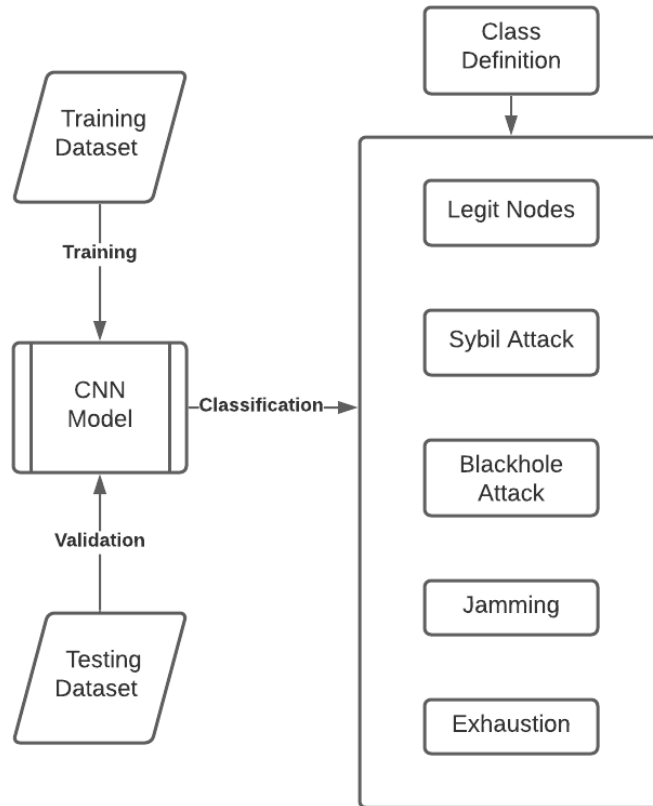 Training
Dataset
Training
CNN
Model
Validation
Testing
Dataset
Classification
Class
Definition
Legit Nodes
Sybil Attack
Blackhole
Attack
Jamming
Exhaustion